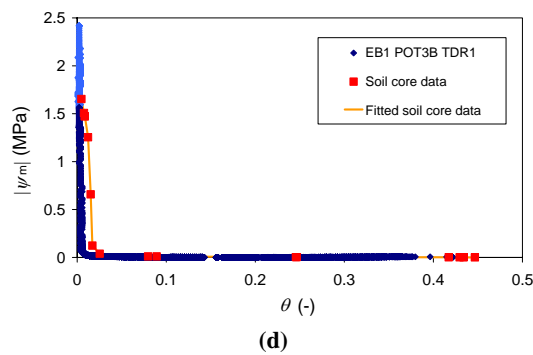 2.5
2
1.5
1
0.5
0
|ψm| (MPa)
EB1 POT3B TDR1
Soil core data
Fitted soil core data
0 0.1 0.2 0.3 0.4 0.5
θ (-)
(d)